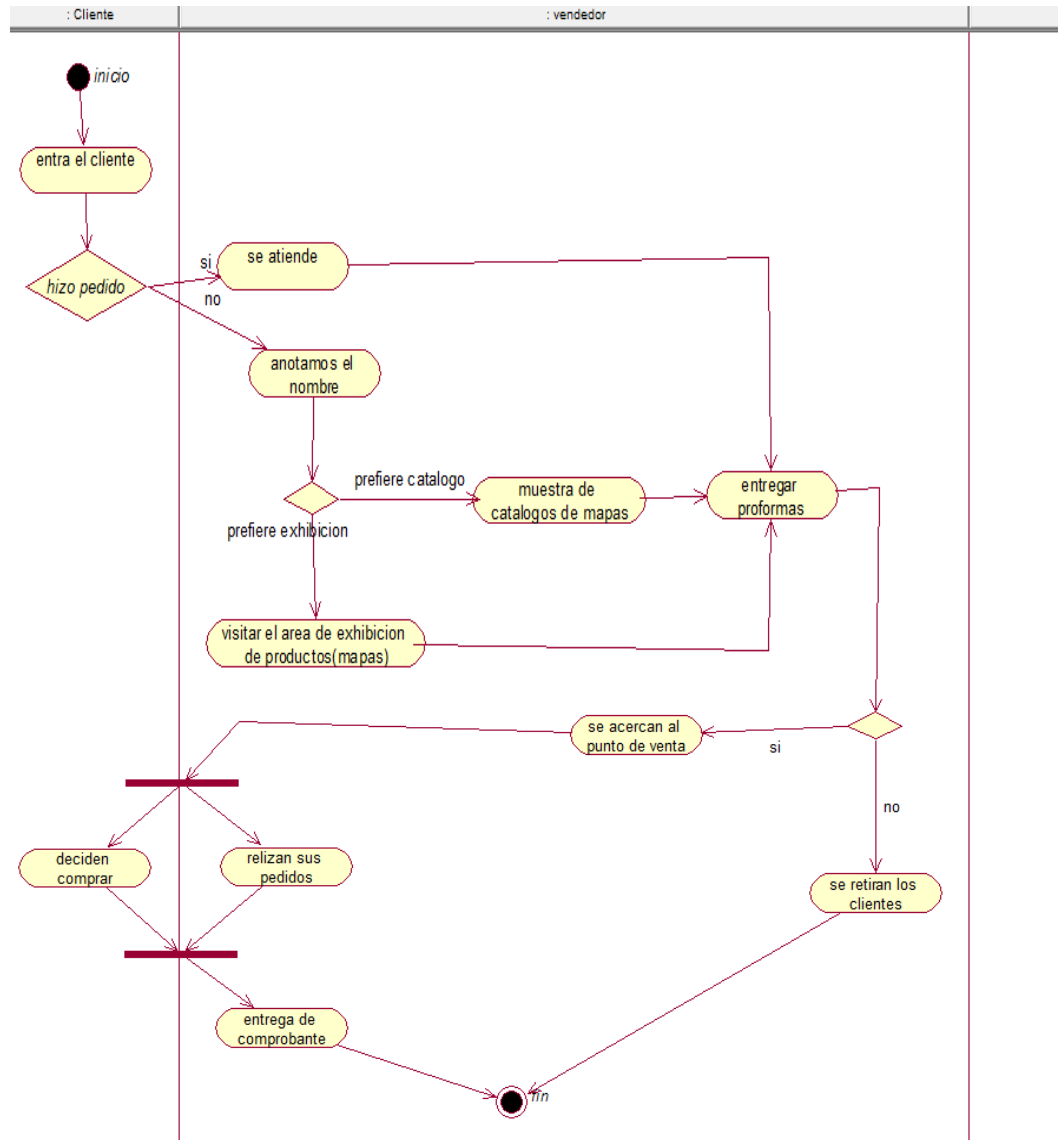 : Cliente
: vendedor
inicio
entra el cliente
hizo pedido
si
se atiende
no
anotamos el
nombre
prefiere catalogo
muestra de
catalogos de mapas
entregar
proformas
prefiere exhibicion
visitar el area de exhibicion
de productos(mapas)
se acercan al
punto de venta
si
no
deciden
comprar
relizan sus
pedidos
se retiran los
clientes
entrega de
comprobante
fin